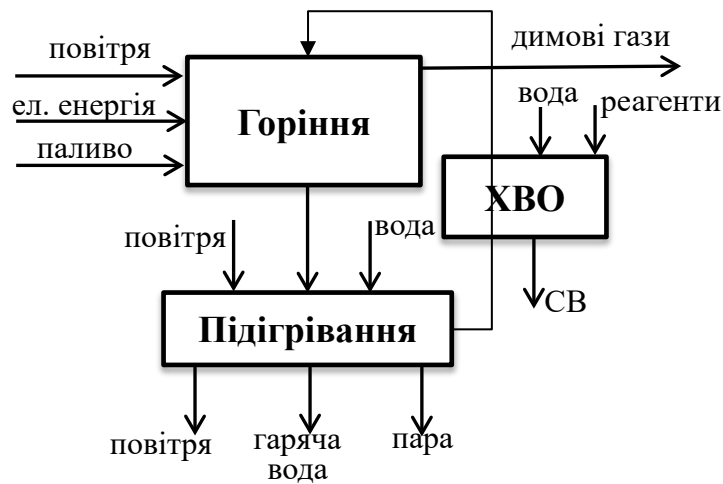 повітря
ел. енергія
паливо
Горіння
димові гази
вода
реагенти
ХВО
СВ
повітря
вода
Підігрівання
повітря
гаряча
вода
пара